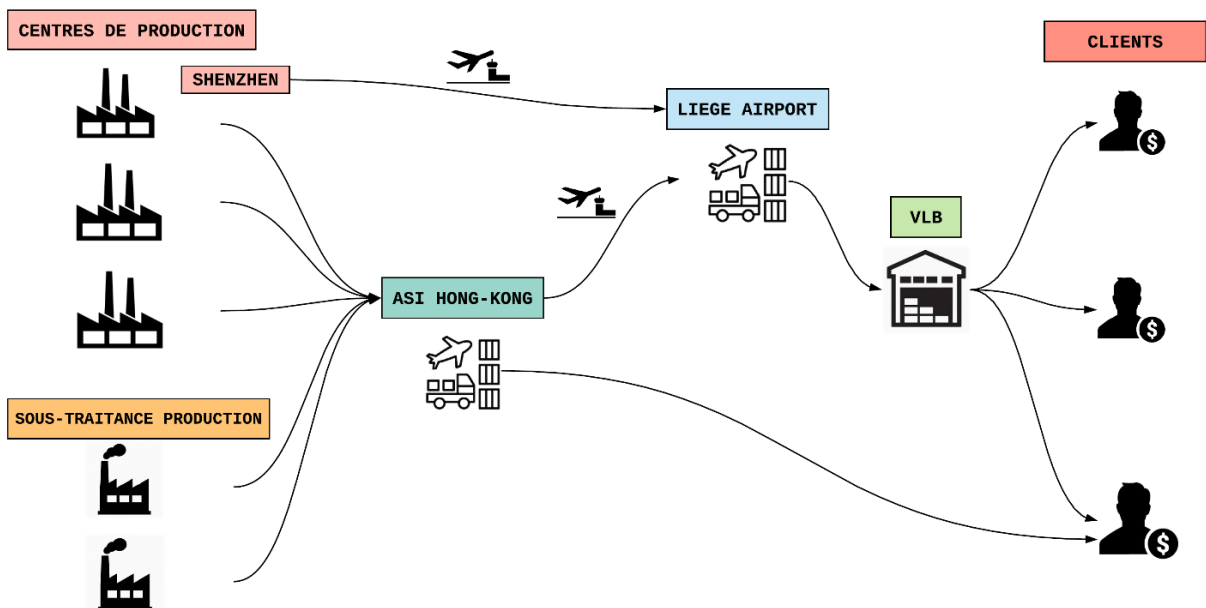 CENTRES DE PRODUCTION
CLIENTS
SHENZHEN
LIEGE AIRPORT
VLB
ASI HONG-KONG
SOUS-TRAITANCE PRODUCTION
$
$
$